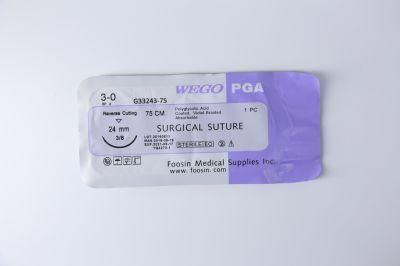 3-0
G33243-75
WEGO PGA
Reverse Cutting
75 CM
Polyglycolic Acid
Coated, Violet Braided
Absorbable
1 PC
24 mm
3/8
SURGICAL SUTURE
STERILE EO
Foosin Medical Supplies Inc.
www.foosin.com